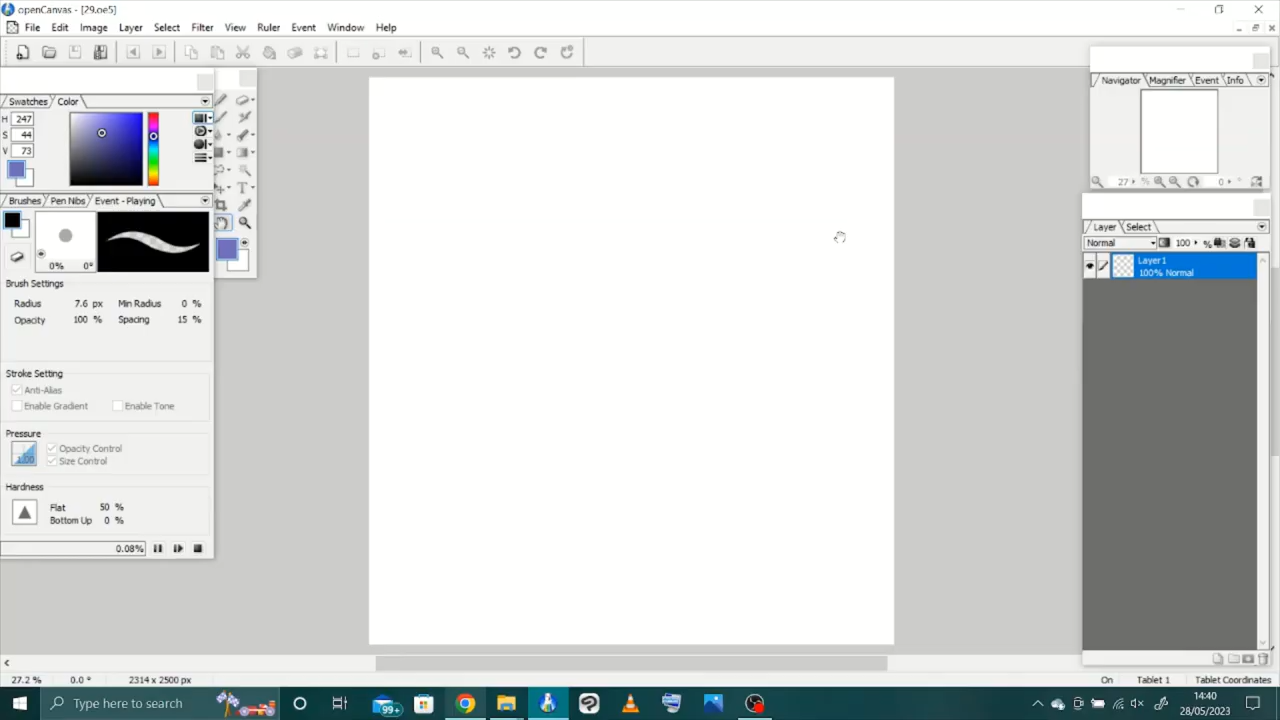 openCanvas - [29.oe5]
File Edit Image Layer Select Filter View Ruler Event Window Help
Swatches Color
H 247
S 44
V 73
Brushes Pen Nibs Event - Playing
0% 0°
Brush Settings
Radius 7.6 px Min Radius 0 %
Opacity 100 % Spacing 15 %
Stroke Setting
Anti-Alias
Enable Gradient Enable Tone
Pressure
1.00 Opacity Control
Size Control
Hardness
Flat 50 %
Bottom Up 0 %
0.08%
T
Navigator Magnifier Event Info
27 % 0 °
Layer Select
Normal 100 %
Layer1
100% Normal
27.2 % 0.0 ° 2314 x 2500 px On Tablet 1 Tablet Coordinates
Type here to search 99+ 14:40
28/05/2023